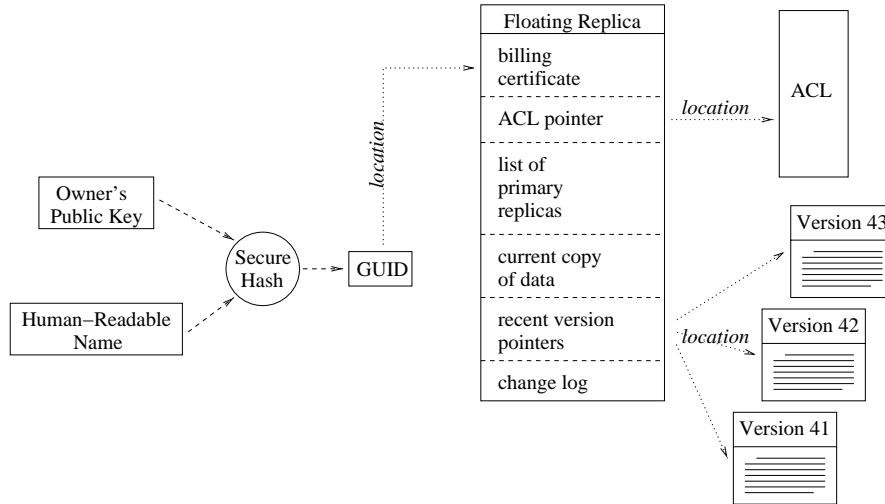 Owner's
Public Key
Human-Readable
Name
Secure
Hash
GUID
location
Floating Replica
billing
certificate
ACL pointer
list of
primary
replicas
current copy
of data
recent version
pointers
change log
location
ACL
location
Version 43
Version 42
Version 41